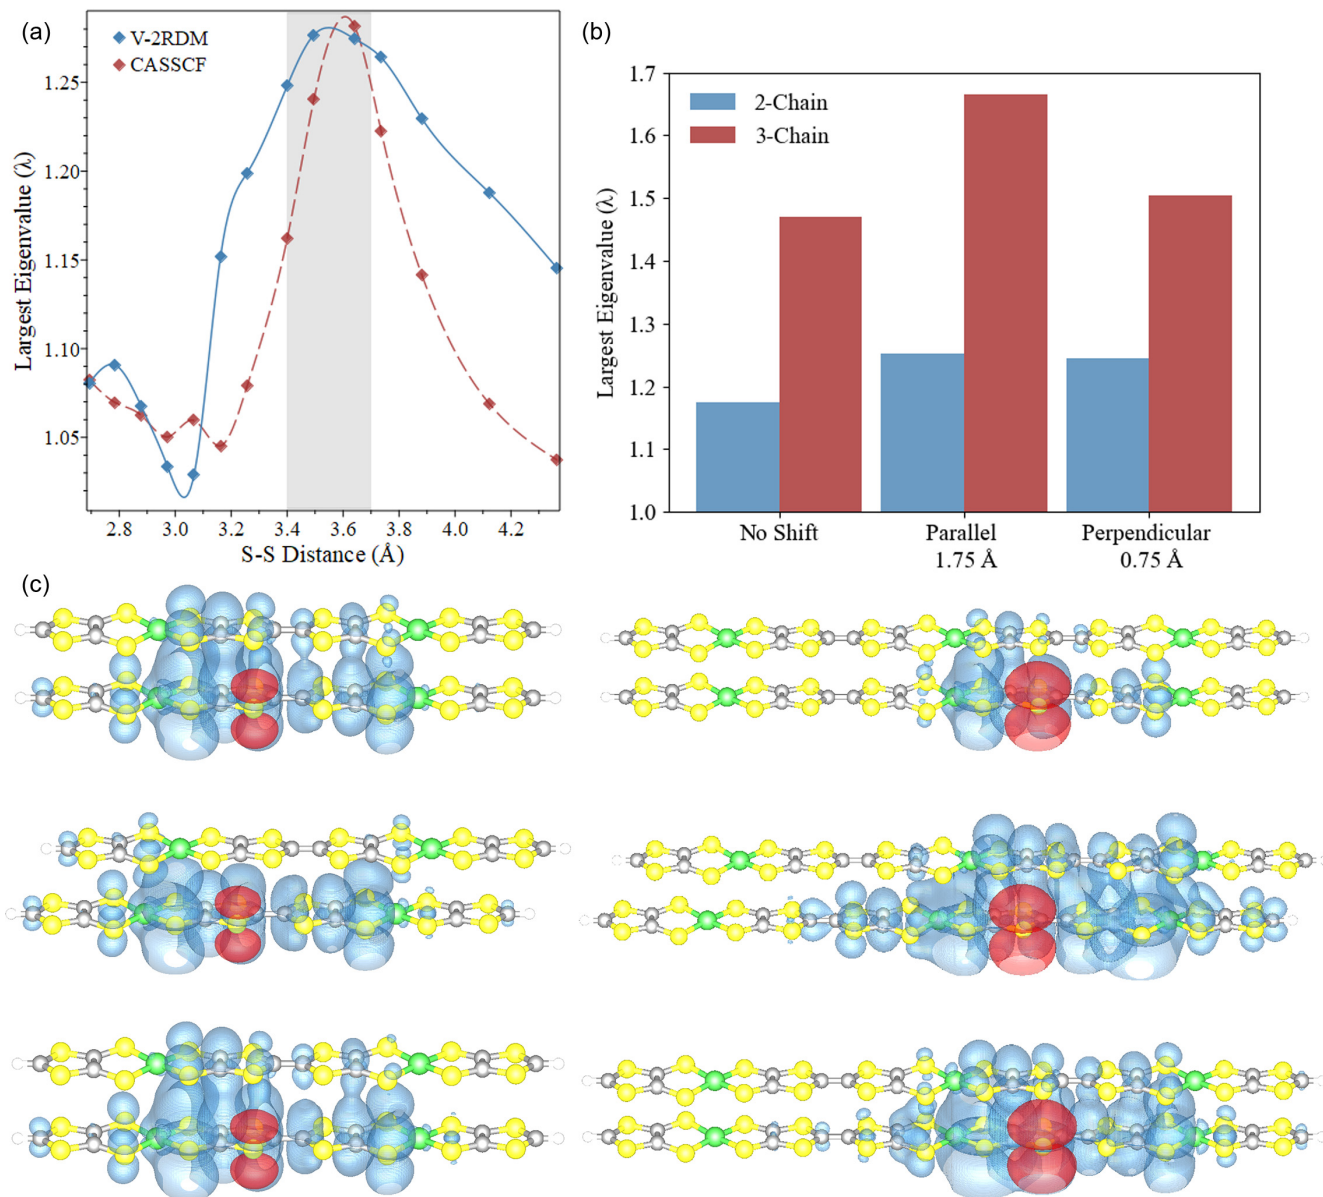 (a)
V-2RDM
CASSCF
1.25
1.20
1.15
1.10
1.05
Largest Eigenvalue (λ)
2.8 3.0 3.2 3.4 3.6 3.8 4.0 4.2
S-S Distance (Å)
(b)
2-Chain
3-Chain
1.7
1.6
1.5
1.4
1.3
1.2
1.1
1.0
Largest Eigenvalue (λ)
No Shift Parallel Perpendicular
1.75 Å 0.75 Å
(c)